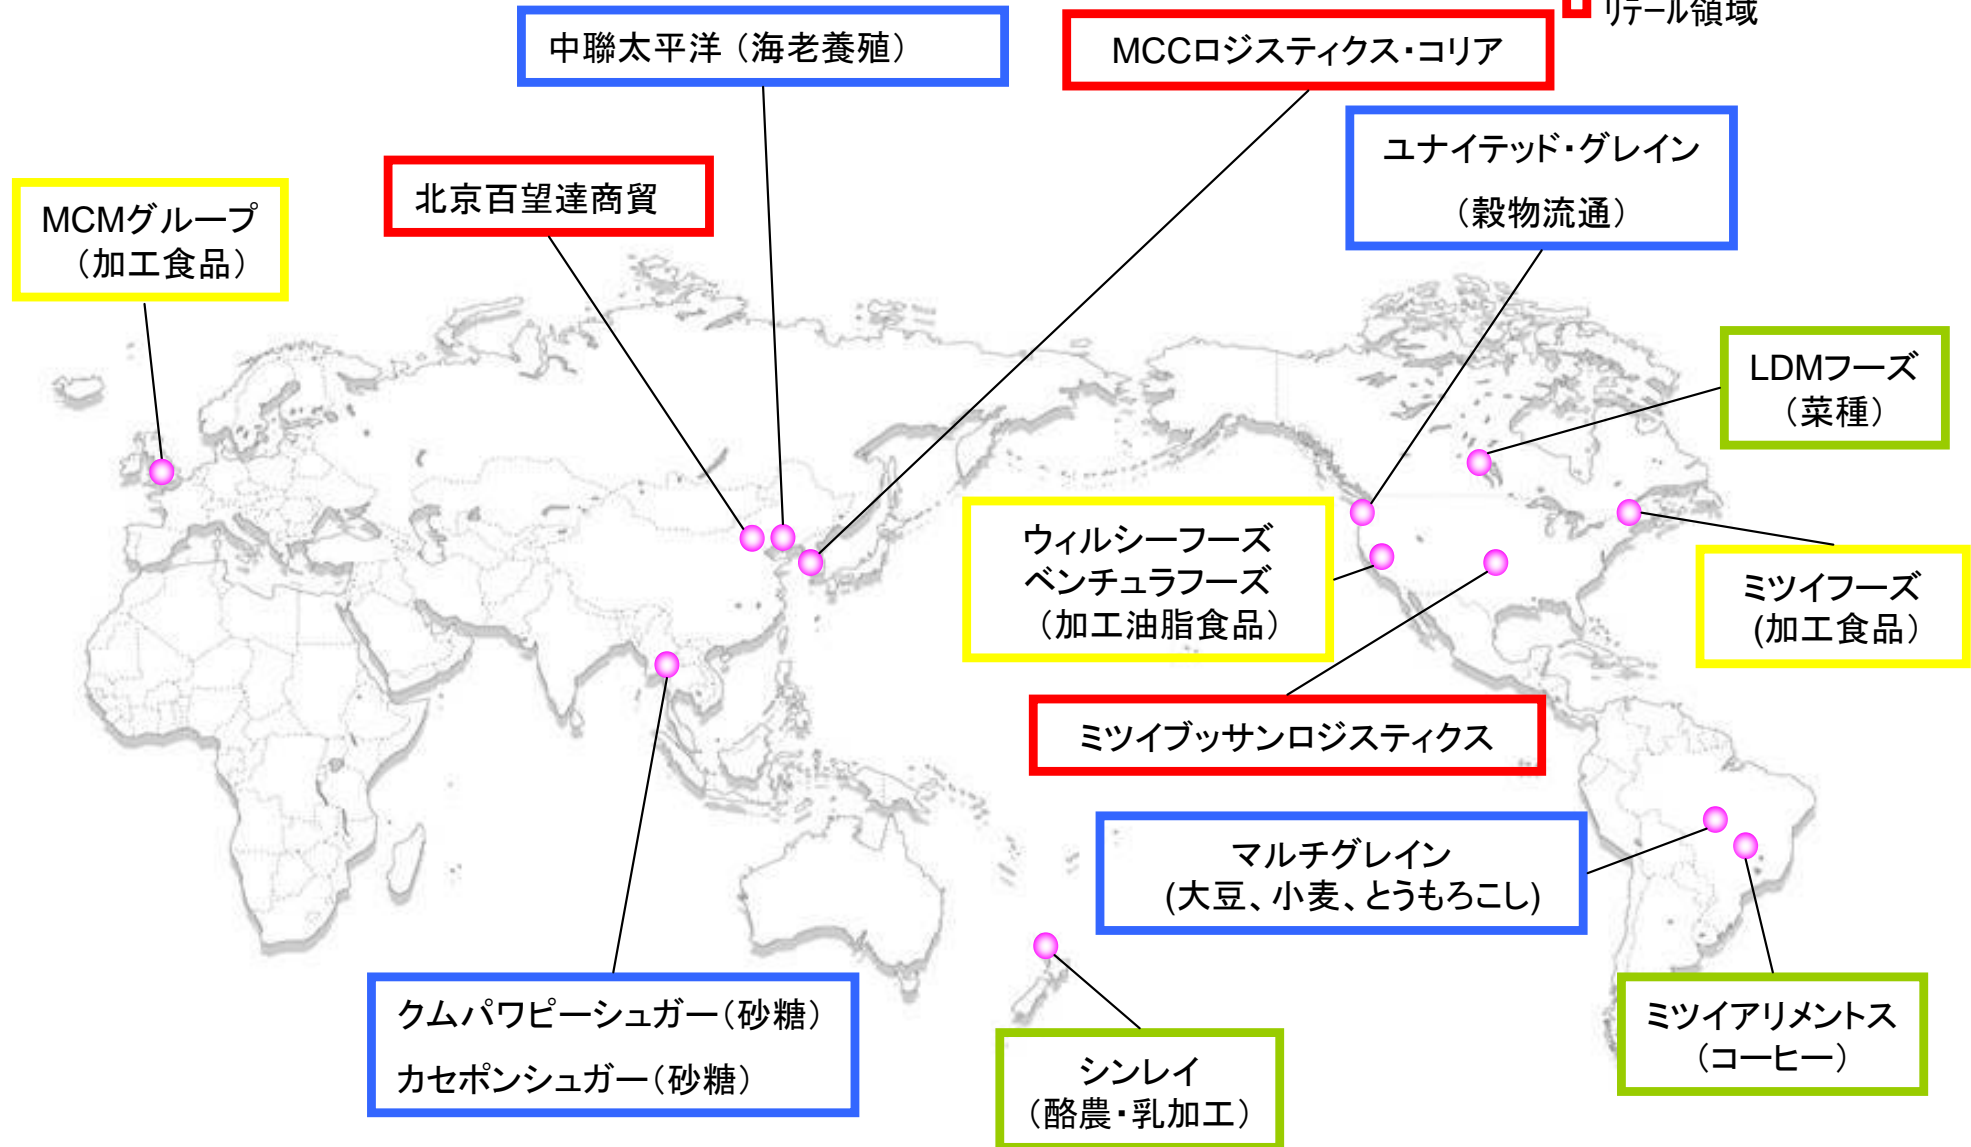 リテール領域
中聯太平洋（海老養殖）
MCCロジスティクス・コリア
ユナイテッド・グレイン
（穀物流通）
北京百望達商貿
MCMグループ
（加工食品）
LDMフーズ
（菜種）
ウィルシーフーズ
ベンチュラフーズ
（加工油脂食品）
ミツイフーズ
(加工食品）
ミツイブッサンロジスティクス
マルチグレイン
(大豆、小麦、とうもろこし)
クムパワピーシュガー（砂糖）
カセポンシュガー（砂糖）
シンレイ
（酪農・乳加工）
ミツイアリメントス
（コーヒー）